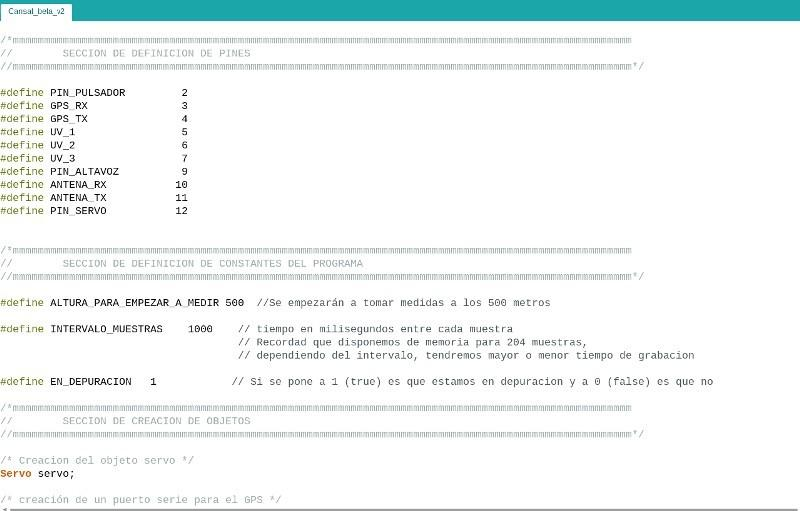 Cansat_beta_v2
/*mmmmmmmmmmmmmmmmmmmmmmmmmmmmmmmmmmmmmmmmmmmmmmmmmmmmmmmmmmmmmmmmmmmmmmmmmmmmmmmmmmmmmmmmmmmmmmmmmmm
// SECCION DE DEFINICION DE PINES
//mmmmmmmmmmmmmmmmmmmmmmmmmmmmmmmmmmmmmmmmmmmmmmmmmmmmmmmmmmmmmmmmmmmmmmmmmmmmmmmmmmmmmmmmmmmmmmmmmmm*/
#define PIN_PULSADOR 2
#define GPS_RX 3
#define GPS_TX 4
#define UV_1 5
#define UV_2 6
#define UV_3 7
#define PIN_ALTAVOZ 9
#define ANTENA_RX 10
#define ANTENA_TX 11
#define PIN_SERVO 12
/*mmmmmmmmmmmmmmmmmmmmmmmmmmmmmmmmmmmmmmmmmmmmmmmmmmmmmmmmmmmmmmmmmmmmmmmmmmmmmmmmmmmmmmmmmmmmmmmmmmm
// SECCION DE DEFINICION DE CONSTANTES DEL PROGRAMA
//mmmmmmmmmmmmmmmmmmmmmmmmmmmmmmmmmmmmmmmmmmmmmmmmmmmmmmmmmmmmmmmmmmmmmmmmmmmmmmmmmmmmmmmmmmmmmmmmmmm*/
#define ALTURA_PARA_EMPEZAR_A_MEDIR 500 //Se empezarán a tomar medidas a los 500 metros
#define INTERVALO_MUESTRAS 1000 // tiempo en milisegundos entre cada muestra
// Recordad que disponemos de memoria para 204 muestras,
// dependiendo del intervalo, tendremos mayor o menor tiempo de grabacion
#define EN_DEPURACION 1 // Si se pone a 1 (true) es que estamos en depuracion y a 0 (false) es que no
/*mmmmmmmmmmmmmmmmmmmmmmmmmmmmmmmmmmmmmmmmmmmmmmmmmmmmmmmmmmmmmmmmmmmmmmmmmmmmmmmmmmmmmmmmmmmmmmmmmmm
// SECCION DE CREACION DE OBJETOS
//mmmmmmmmmmmmmmmmmmmmmmmmmmmmmmmmmmmmmmmmmmmmmmmmmmmmmmmmmmmmmmmmmmmmmmmmmmmmmmmmmmmmmmmmmmmmmmmmmmm*/
/* Creacion del objeto servo */
Servo servo;
/* creación de un puerto serie para el GPS */